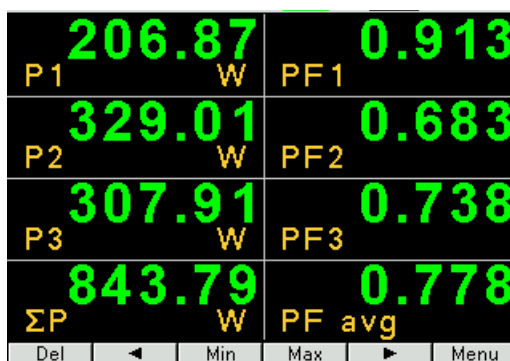 206.87 0.913
P1 W PF1
329.01 0.683
P2 W PF2
307.91 0.738
P3 W PF3
843.79 0.778
ΣP W PF avg
Del ◄ Min Max ► Menu